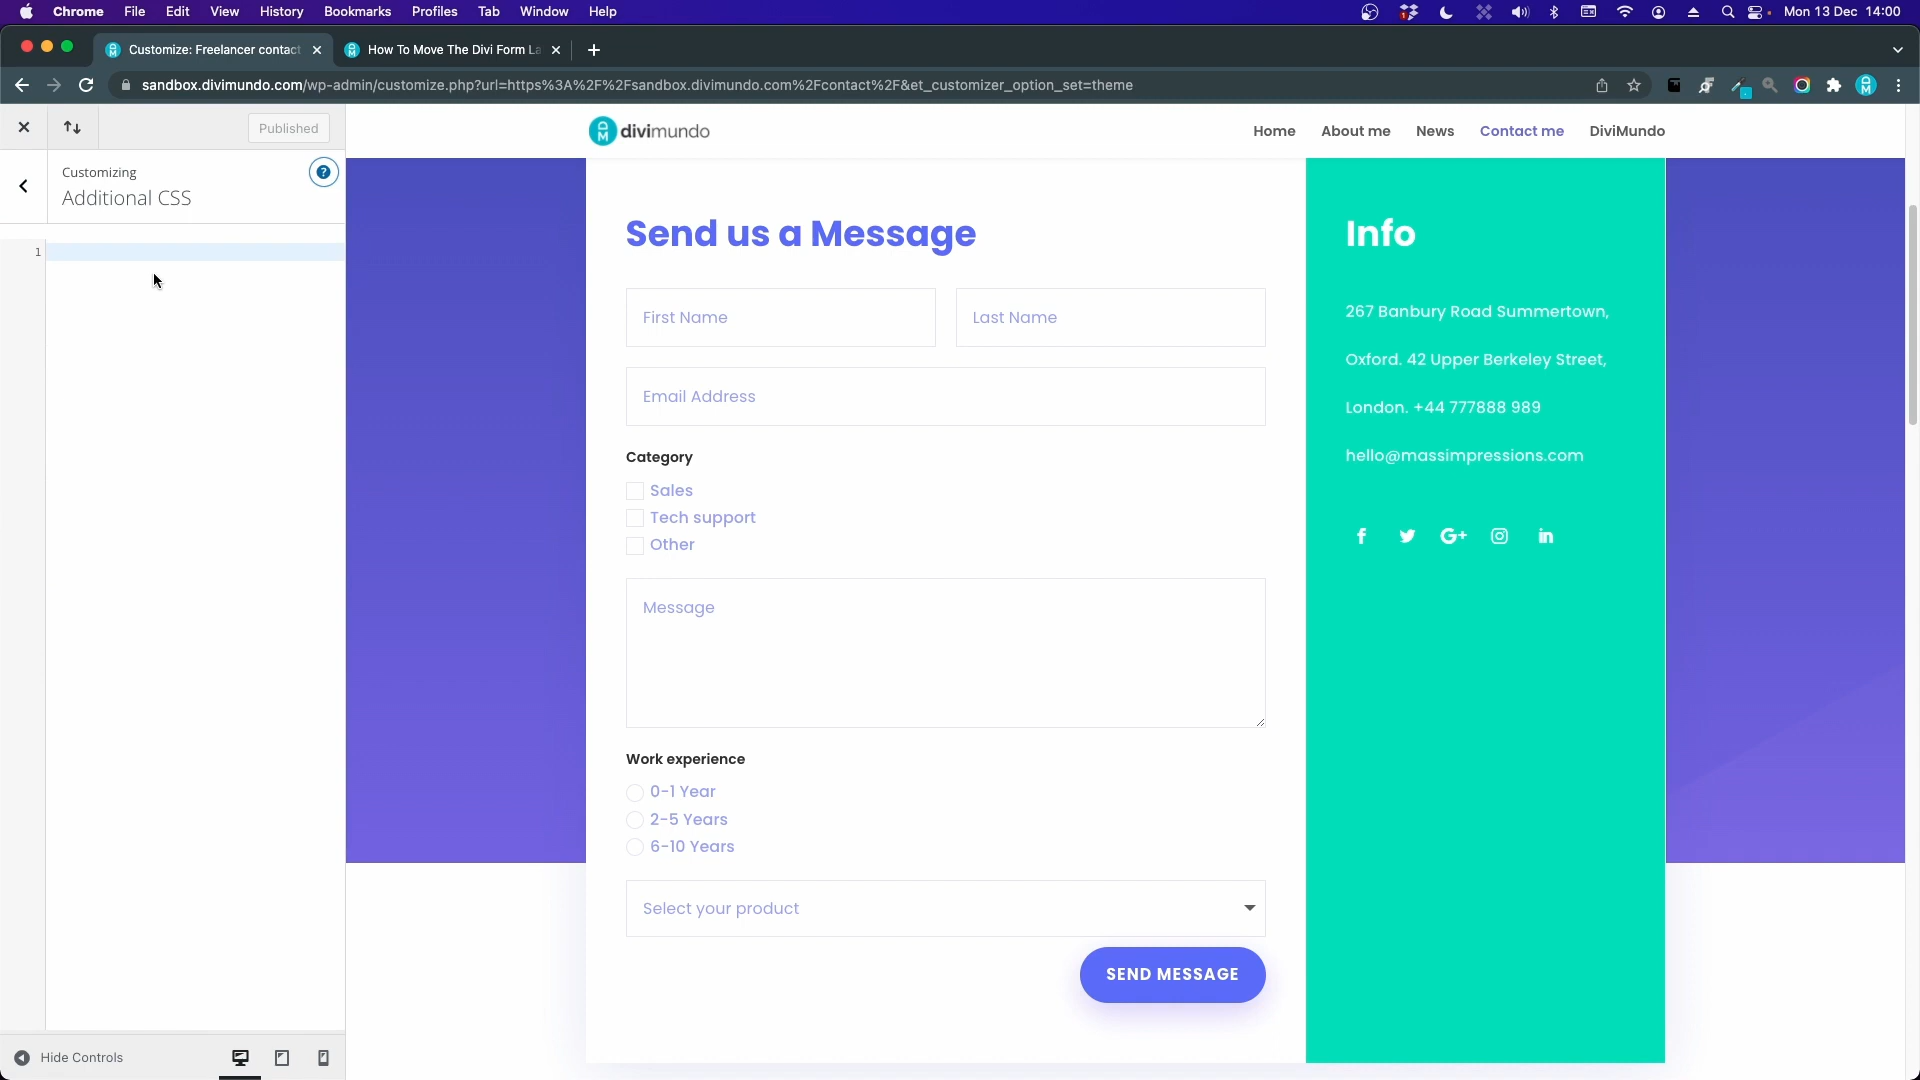 Chrome File Edit View History Bookmarks Profiles Tab Window Help Mon 13 Dec 14:00
Customize: Freelancer contact
How To Move The Divi Form La
sandbox.divimundo.com/wp-admin/customize.php?url=https%3A%2F%2Fsandbox.divimundo.com%2Fcontact%2F&et_customizer_option_set=theme
Published
Customizing
Additional CSS
1
Hide Controls
divimundo
Home About me News Contact me DiviMundo
Send us a Message
First Name
Last Name
Email Address
Category
Sales
Tech support
Other
Message
Work experience
0-1 Year
2-5 Years
6-10 Years
Select your product
SEND MESSAGE
Info
267 Banbury Road Summertown,
Oxford. 42 Upper Berkeley Street,
London. +44 777888 989
hello@massimpressions.com